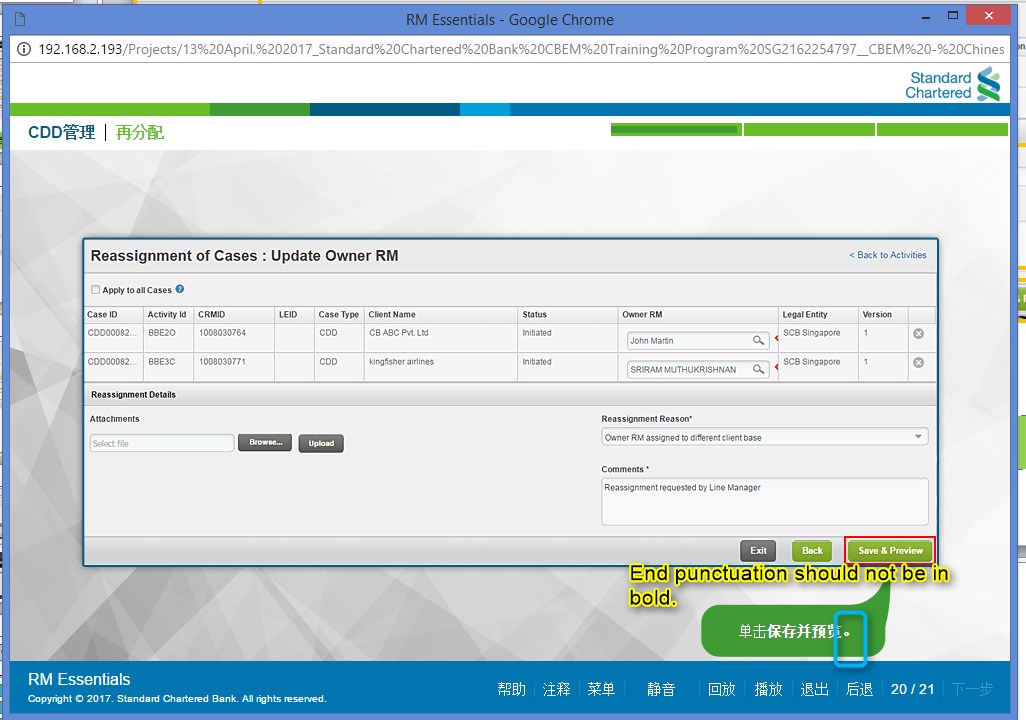 RM Essentials - Google Chrome
192.168.2.193/Projects/13%20April,%202017_Standard%20Chartered%20Bank%20CBEM%20Training%20Program%20SG2162254797__CBEM%20-%20Chines
Standard
Chartered
CDD管理 | 再分配
Reassignment of Cases : Update Owner RM
< Back to Activities
Apply to all Cases ?
Case ID Activity Id CRMID LEID Case Type Client Name Status Owner RM Legal Entity Version
CDD00082... BBE2O 1008030764 CDD CB ABC Pvt. Ltd Initiated John Martin SCB Singapore 1
CDD00082... BBE3C 1008030771 CDD kingfisher airlines Initiated SRIRAM MUTHUKRISHNAN SCB Singapore 1
Reassignment Details
Attachments
Select file Browse... Upload
Reassignment Reason*
Owner RM assigned to different client base
Comments *
Reassignment requested by Line Manager
Exit Back Save & Preview
End punctuation should not be in
bold.
单击保存并预览。
RM Essentials
Copyright © 2017. Standard Chartered Bank. All rights reserved.
帮助 注释 菜单 静音 回放 播放 退出 后退 20 / 21 下一步